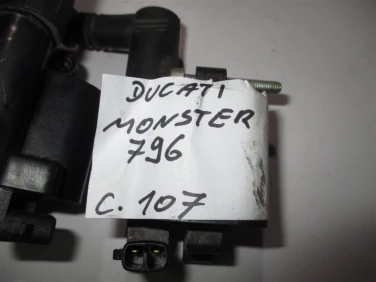 DUCATI
MONSTER
796
C. 107